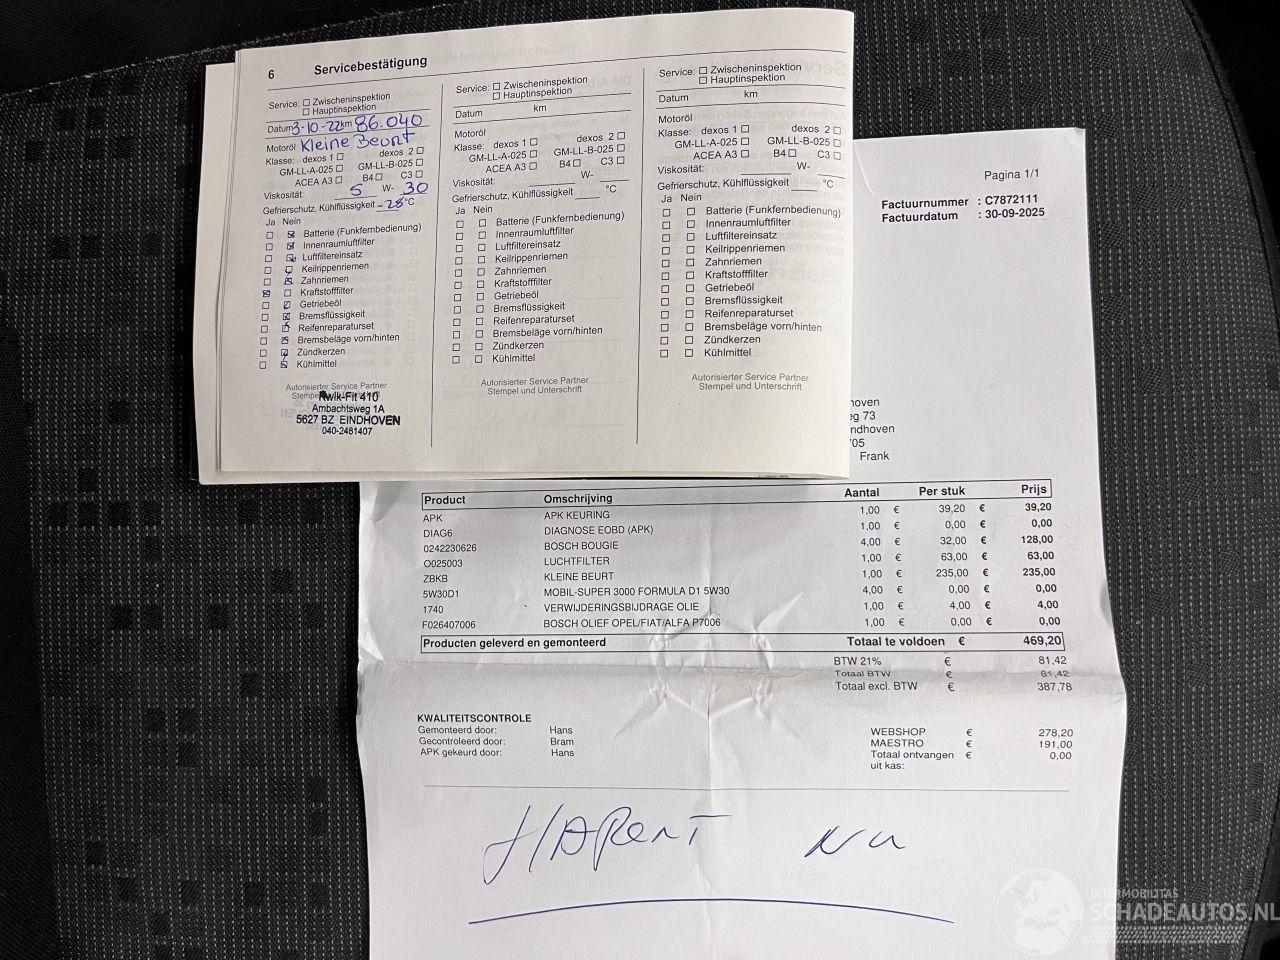 6 Servicebestätigung
Service: Zwischeninspektion
Hauptinspektion
Datum 3-10-22 km 86.040
Motoröl Kleine Beurt
Klasse: dexos 1 dexos 2
GM-LL-A-025 GM-LL-B-025
ACEA A3 B4 C3
Viskosität: 5 W- 30
Gefrierschutz, Kühlflüssigkeit -28 °C
Ja Nein
Batterie (Funkfernbedienung)
Innenraumluftfilter
Luftfiltereinsatz
Keilrippenriemen
Zahnriemen
Kraftstofffilter
Getriebeöl
Bremsflüssigkeit
Reifenreparaturset
Bremsbeläge vorn/hinten
Zündkerzen
Kühlmittel
Autorisierter Service Partner
Kwik-Fit 410
Ambachtsweg 1A
5627 BZ EINDHOVEN
040-2481407
Service: Zwischeninspektion
Hauptinspektion
Datum km
Motoröl
Klasse: dexos 1 dexos 2
GM-LL-A-025 GM-LL-B-025
ACEA A3 B4 C3
Viskosität: W-
Gefrierschutz, Kühlflüssigkeit °C
Ja Nein
Batterie (Funkfernbedienung)
Innenraumluftfilter
Luftfiltereinsatz
Keilrippenriemen
Zahnriemen
Kraftstofffilter
Getriebeöl
Bremsflüssigkeit
Reifenreparaturset
Bremsbeläge vorn/hinten
Zündkerzen
Kühlmittel
Autorisierter Service Partner
Stempel und Unterschrift
Service: Zwischeninspektion
Hauptinspektion
Datum km
Motoröl
Klasse: dexos 1 dexos 2
GM-LL-A-025 GM-LL-B-025
ACEA A3 B4 C3
Viskosität: W-
Gefrierschutz, Kühlflüssigkeit °C
Ja Nein
Batterie (Funkfernbedienung)
Innenraumluftfilter
Luftfiltereinsatz
Keilrippenriemen
Zahnriemen
Kraftstofffilter
Getriebeöl
Bremsflüssigkeit
Reifenreparaturset
Bremsbeläge vorn/hinten
Zündkerzen
Kühlmittel
Autorisierter Service Partner
Stempel und Unterschrift
Pagina 1/1
Factuurnummer : C7872111
Factuurdatum : 30-09-2025
hoven
eg 73
ndhoven
705
Frank
Product Omschrijving Aantal Per stuk Prijs
APK APK KEURING 1,00 € 39,20 € 39,20
DIAG6 DIAGNOSE EOBD (APK) 1,00 € 0,00 € 0,00
0242230626 BOSCH BOUGIE 4,00 € 32,00 € 128,00
O025003 LUCHTFILTER 1,00 € 63,00 € 63,00
ZBKB KLEINE BEURT 1,00 € 235,00 € 235,00
5W30D1 MOBIL-SUPER 3000 FORMULA D1 5W30 4,00 € 0,00 € 0,00
1740 VERWIJDERINGSBIJDRAGE OLIE 1,00 € 4,00 € 4,00
F026407006 BOSCH OLIEF OPEL/FIAT/ALFA P7006 1,00 € 0,00 € 0,00
Producten geleverd en gemonteerd Totaal te voldoen € 469,20
BTW 21% € 81,42
Totaal BTW € 81,42
Totaal excl. BTW € 387,78
KWALITEITSCONTROLE
Gemonteerd door: Hans
Gecontroleerd door: Bram
APK gekeurd door: Hans
WEBSHOP € 278,20
MAESTRO € 191,00
Totaal ontvangen € 0,00
uit kas:
HAPERT NU
INTERMOBILITAS
SCHADEAUTOS.NL